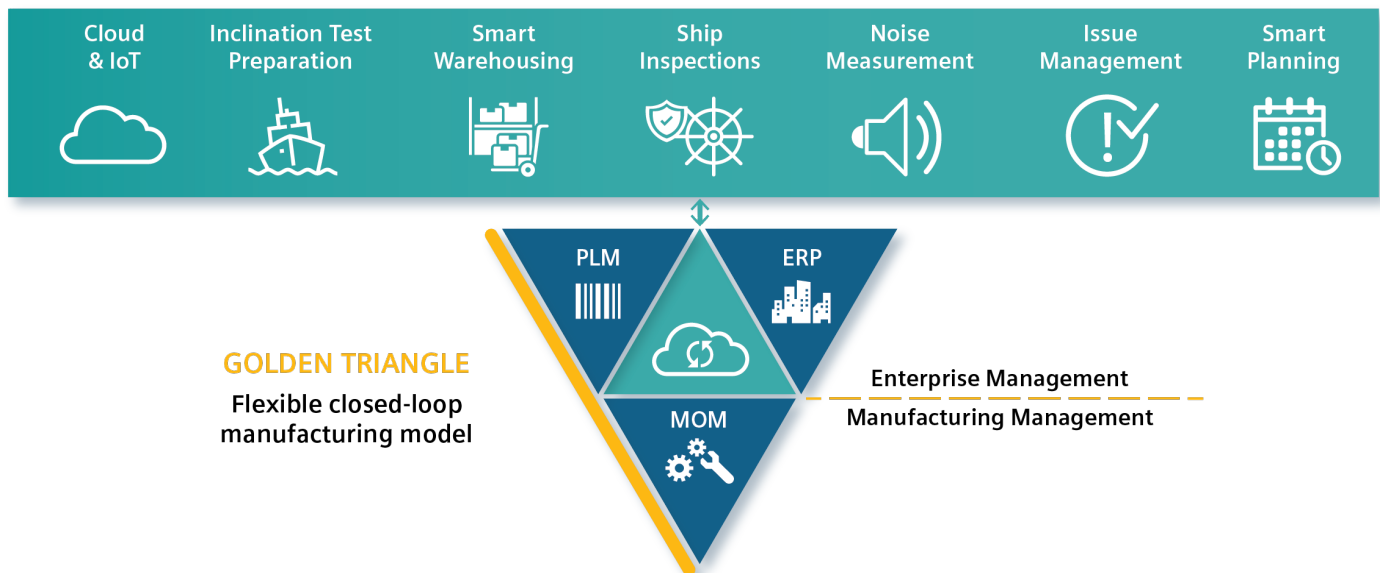 Cloud
& IoT
Inclination Test
Preparation
Smart
Warehousing
Ship
Inspections
Noise
Measurement
Issue
Management
Smart
Planning
PLM
ERP
GOLDEN TRIANGLE
Flexible closed-loop
manufacturing model
Enterprise Management
Manufacturing Management
MOM